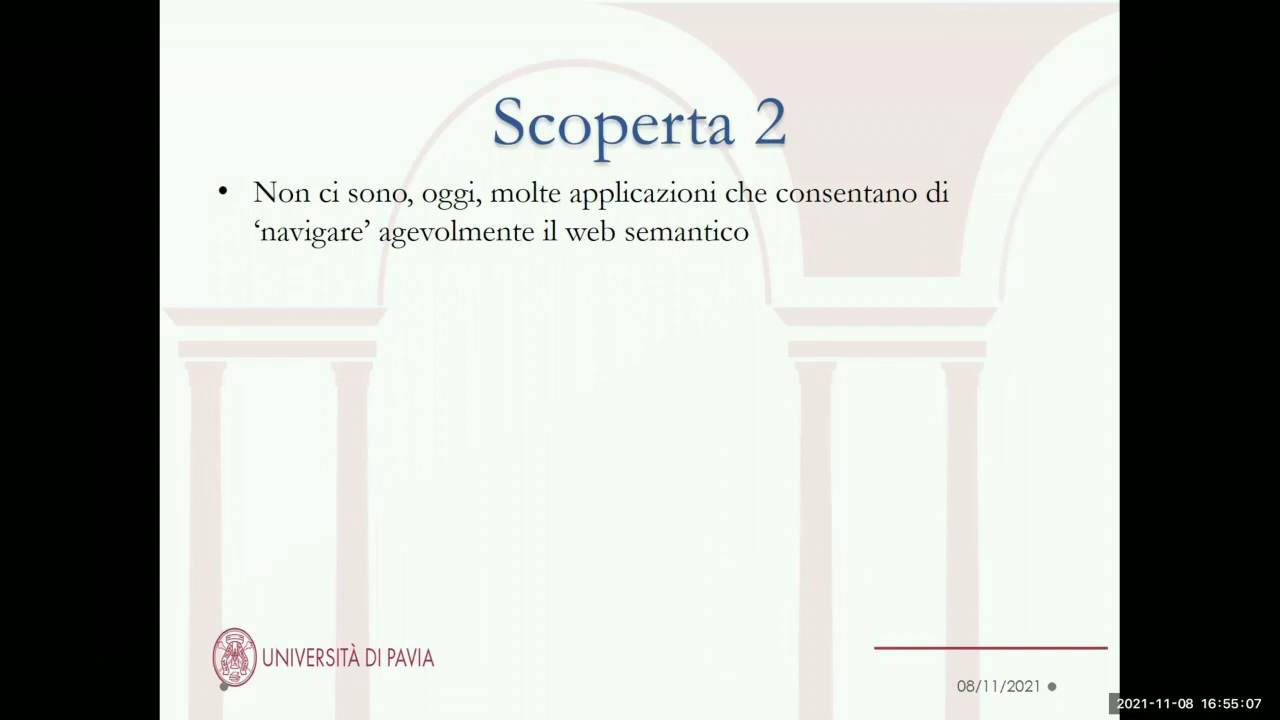 Scoperta 2
• Non ci sono, oggi, molte applicazioni che consentano di
‘navigare’ agevolmente il web semantico
UNIVERSITÀ DI PAVIA
08/11/2021
2021-11-08 16:55:07